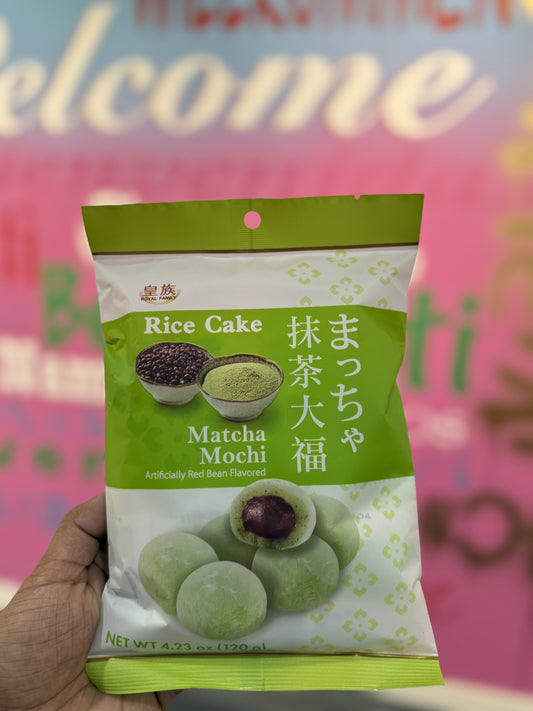 Welcome
皇族
ROYAL FAMILY
Rice Cake
まっちゃ
抹茶大福
Matcha
Mochi
Artificially Red Bean Flavored
NET WT 4.23 oz (120 g)